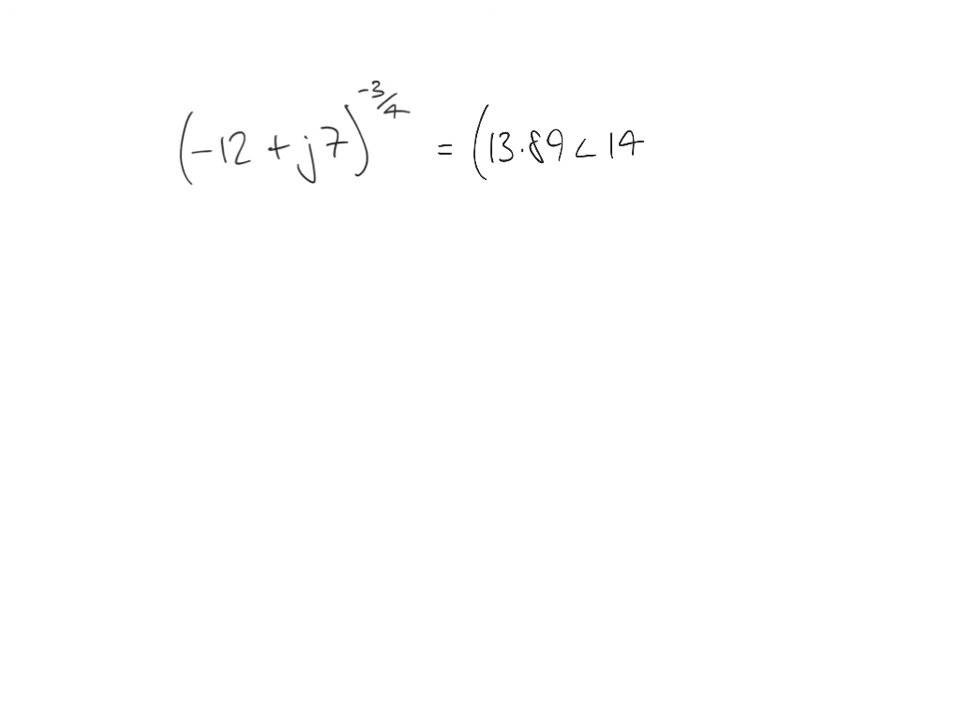 (-12 + j7)^-3/4 = (13.89 < 14